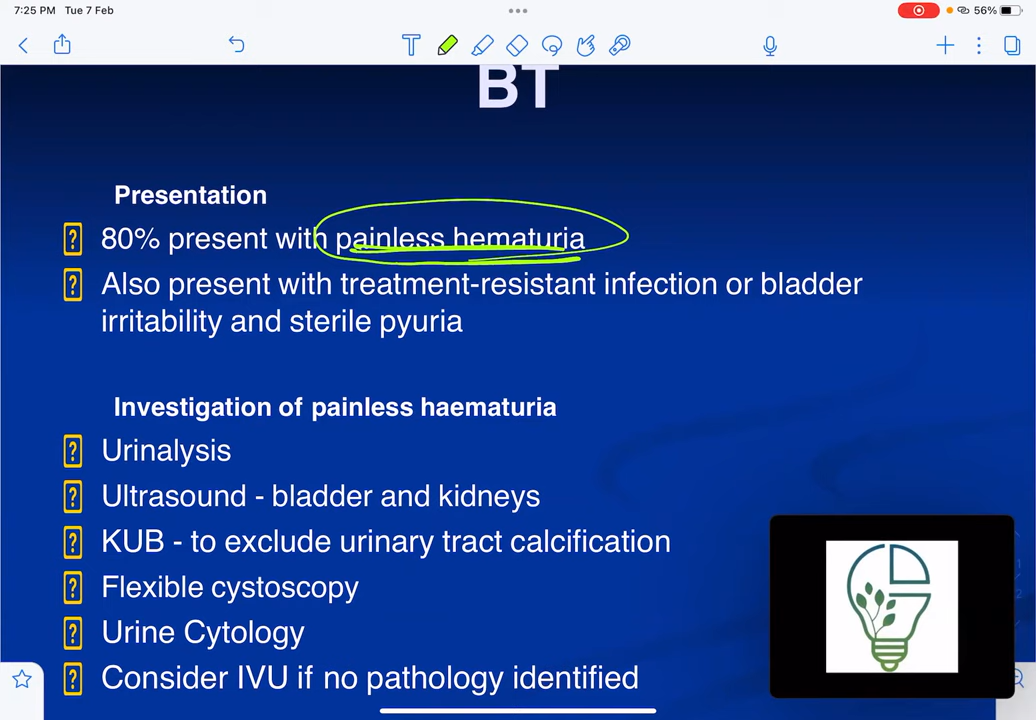 7:25 PM Tue 7 Feb
56%
BT
Presentation
80% present with painless hematuria
Also present with treatment-resistant infection or bladder
irritability and sterile pyuria
Investigation of painless haematuria
Urinalysis
Ultrasound - bladder and kidneys
KUB - to exclude urinary tract calcification
Flexible cystoscopy
Urine Cytology
Consider IVU if no pathology identified